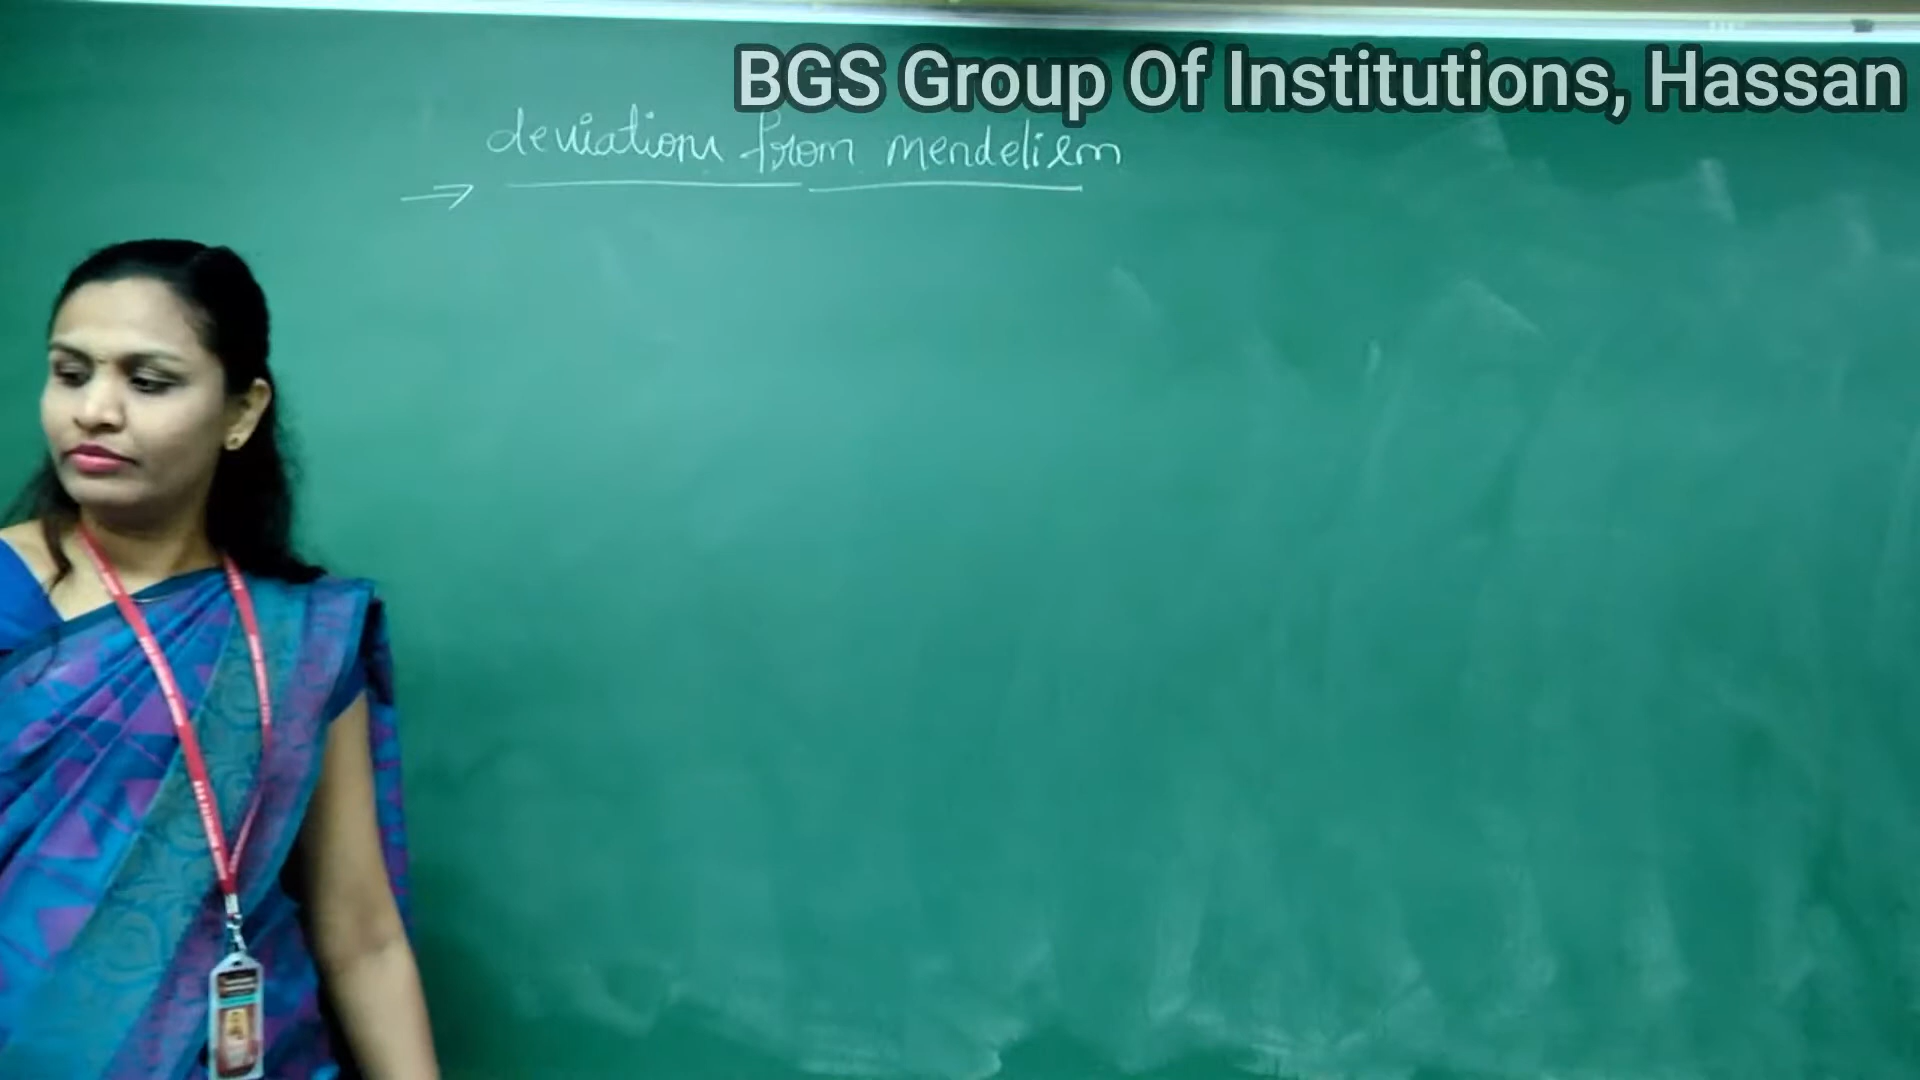 BGS Group Of Institutions, Hassan
deviations from mendelism
→